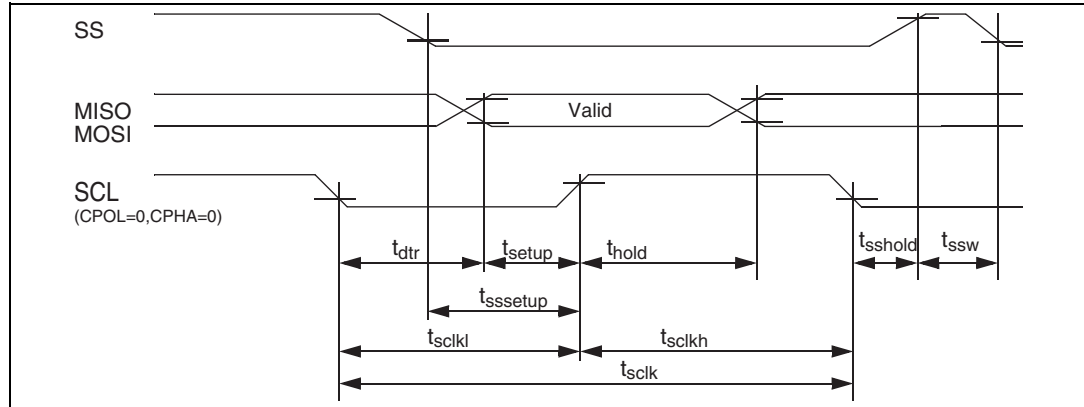 SS
MISO
MOSI
Valid
SCL
(CPOL=0,CPHA=0)
tdtr
tsetup
thold
tsshold
tssw
tsssetup
tsclkl
tsclkh
tsclk